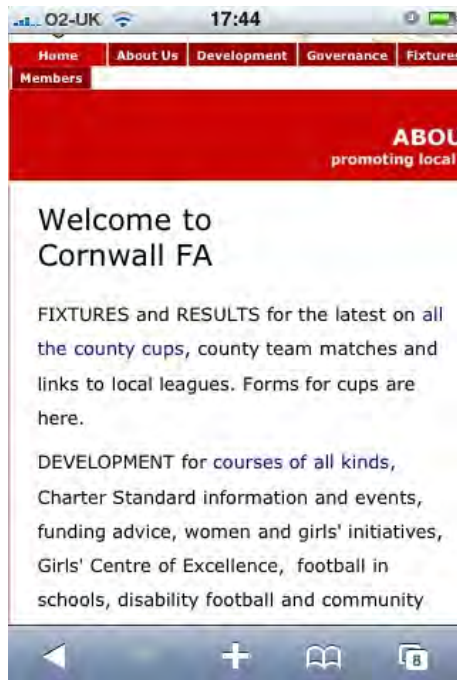 O2-UK 17:44
Home About Us Development Governance Fixtures
Members
ABOU
promoting local
Welcome to
Cornwall FA
FIXTURES and RESULTS for the latest on all
the county cups, county team matches and
links to local leagues. Forms for cups are
here.
DEVELOPMENT for courses of all kinds,
Charter Standard information and events,
funding advice, women and girls' initiatives,
Girls' Centre of Excellence, football in
schools, disability football and community
8